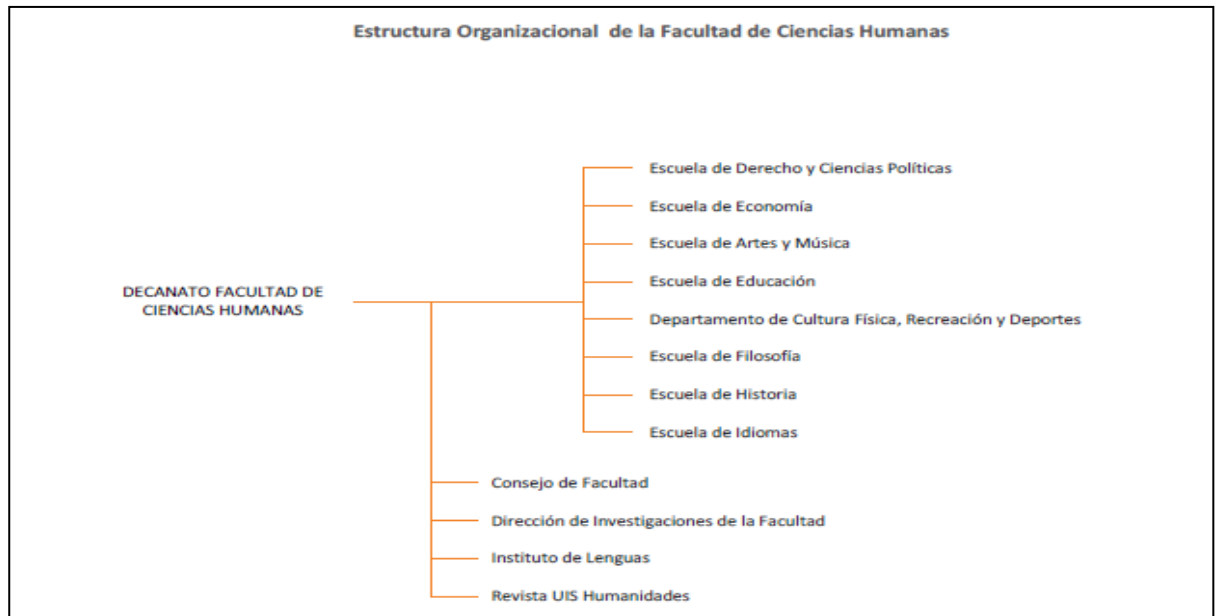 Estructura Organizacional de la Facultad de Ciencias Humanas
Escuela de Derecho y Ciencias Políticas
Escuela de Economía
Escuela de Artes y Música
Escuela de Educación
DECANATO FACULTAD DE
CIENCIAS HUMANAS
Departamento de Cultura Física, Recreación y Deportes
Escuela de Filosofía
Escuela de Historia
Escuela de Idiomas
Consejo de Facultad
Dirección de Investigaciones de la Facultad
Instituto de Lenguas
Revista UIS Humanidades